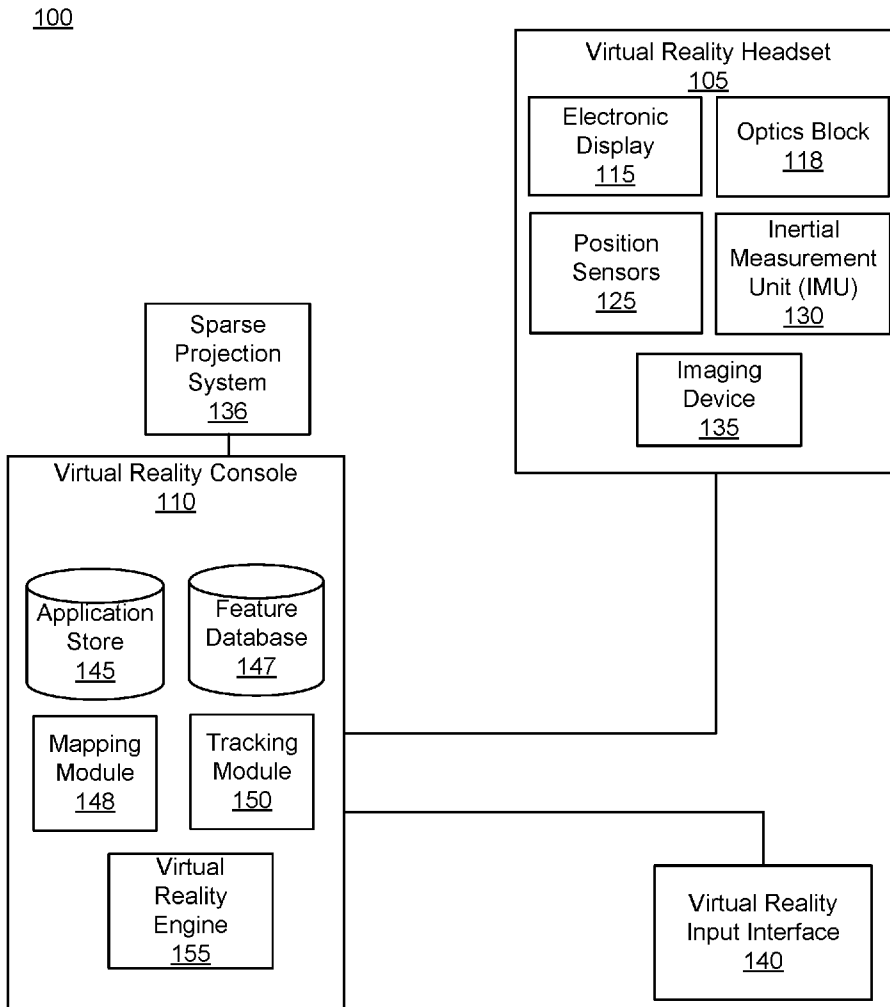 100
Virtual Reality Headset
105
Electronic
Display
115
Optics Block
118
Position
Sensors
125
Inertial
Measurement
Unit (IMU)
130
Imaging
Device
135
Sparse
Projection
System
136
Virtual Reality Console
110
Application
Store
145
Feature
Database
147
Mapping
Module
148
Tracking
Module
150
Virtual
Reality
Engine
155
Virtual Reality
Input Interface
140